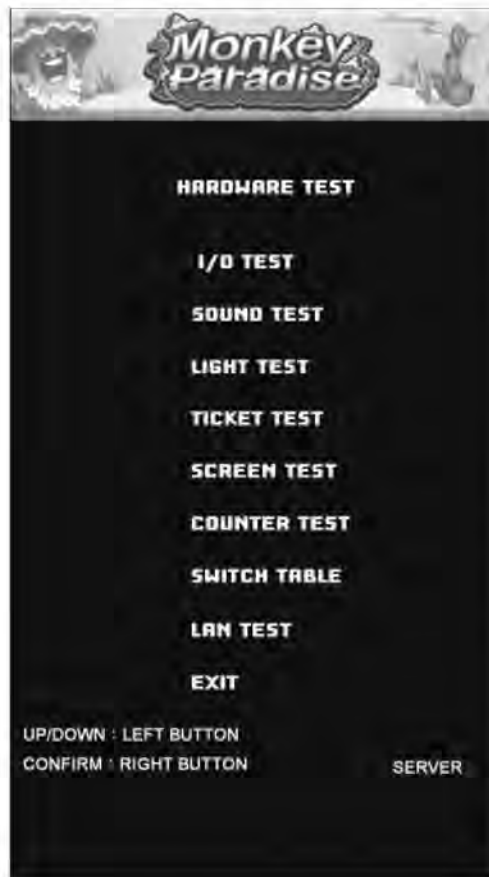 Monkey
Paradise
HARDWARE TEST
I/O TEST
SOUND TEST
LIGHT TEST
TICKET TEST
SCREEN TEST
COUNTER TEST
SWITCH TABLE
LAN TEST
EXIT
UP/DOWN : LEFT BUTTON
CONFIRM : RIGHT BUTTON
SERVER